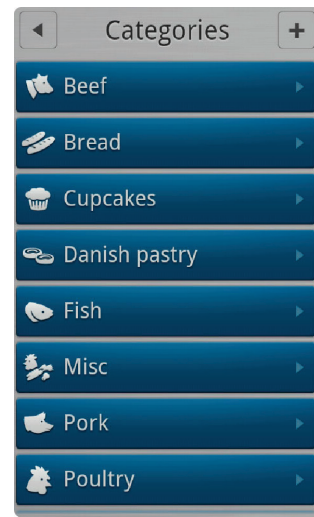 Categories
Beef
Bread
Cupcakes
Danish pastry
Fish
Misc
Pork
Poultry